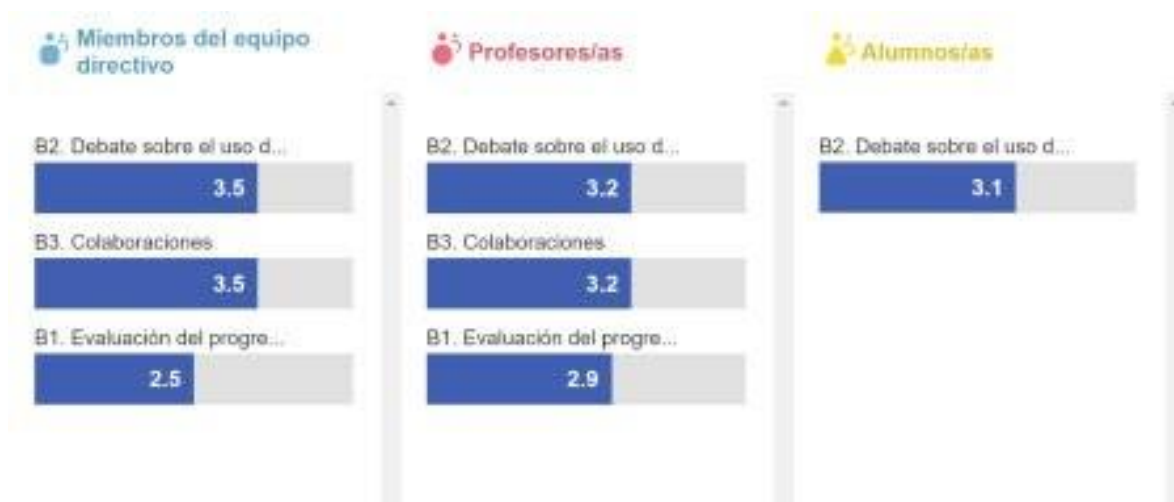 Miembros del equipo
directivo
B2. Debate sobre el uso d...
3.5
B3. Colaboraciones
3.5
B1. Evaluación del progre...
2.5
Profesores/as
B2. Debate sobre el uso d...
3.2
B3. Colaboraciones
3.2
B1. Evaluación del progre...
2.9
Alumnos/as
B2. Debate sobre el uso d...
3.1